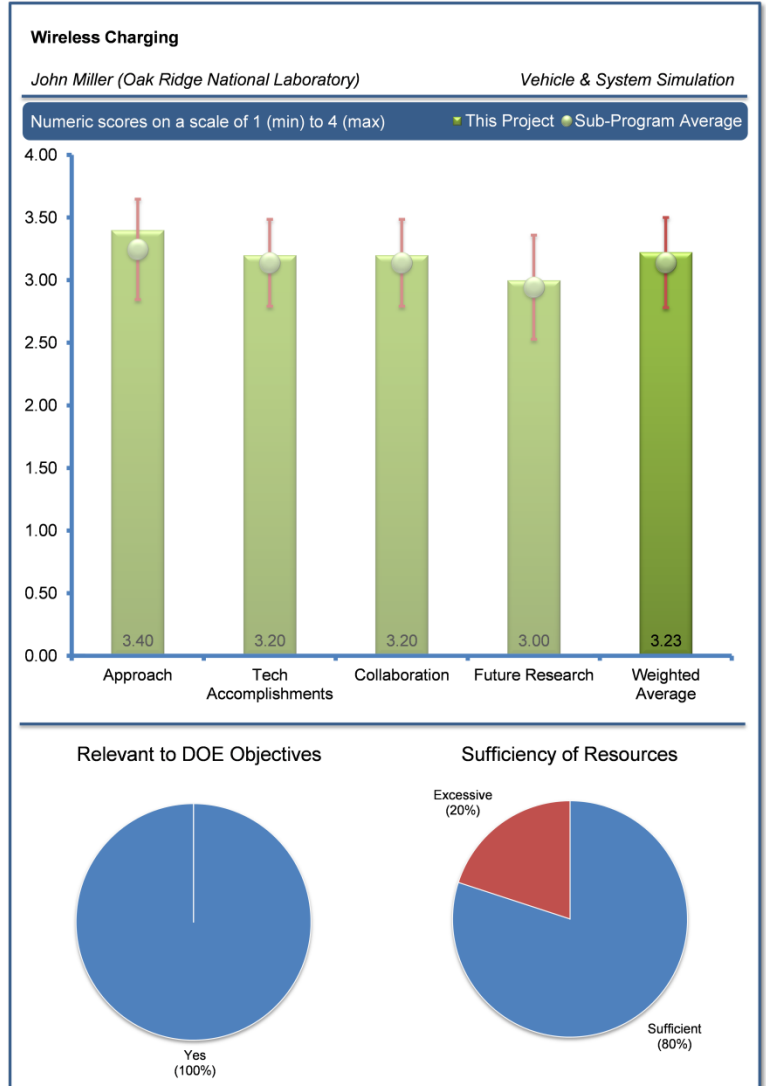 Wireless Charging
John Miller (Oak Ridge National Laboratory) Vehicle & System Simulation
Numeric scores on a scale of 1 (min) to 4 (max) This Project Sub-Program Average
4.00
3.50
3.00
2.50
2.00
1.50
1.00
0.50
0.00
3.40 3.20 3.20 3.00 3.23
Approach Tech Accomplishments Collaboration Future Research Weighted Average
Relevant to DOE Objectives
Yes
(100%)
Sufficiency of Resources
Excessive
(20%)
Sufficient
(80%)